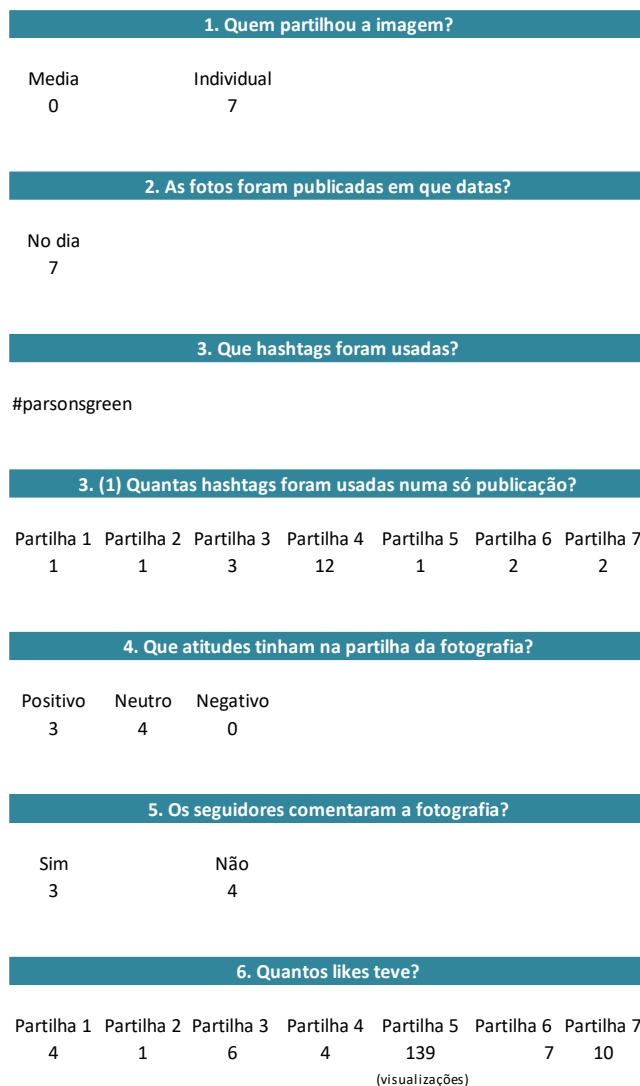 1. Quem partilhou a imagem?
Media Individual
0 7
2. As fotos foram publicadas em que datas?
No dia
7
3. Que hashtags foram usadas?
#parsonsgreen
3. (1) Quantas hashtags foram usadas numa só publicação?
Partilha 1 Partilha 2 Partilha 3 Partilha 4 Partilha 5 Partilha 6 Partilha 7
1 1 3 12 1 2 2
4. Que atitudes tinham na partilha da fotografia?
Positivo Neutro Negativo
3 4 0
5. Os seguidores comentaram a fotografia?
Sim Não
3 4
6. Quantos likes teve?
Partilha 1 Partilha 2 Partilha 3 Partilha 4 Partilha 5 Partilha 6 Partilha 7
4 1 6 4 139 7 10
(visualizações)